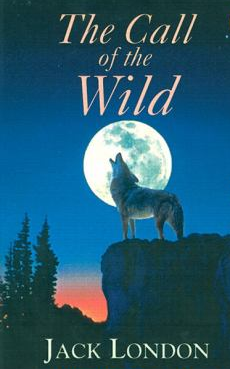 The Call
of the
Wild
JACK LONDON